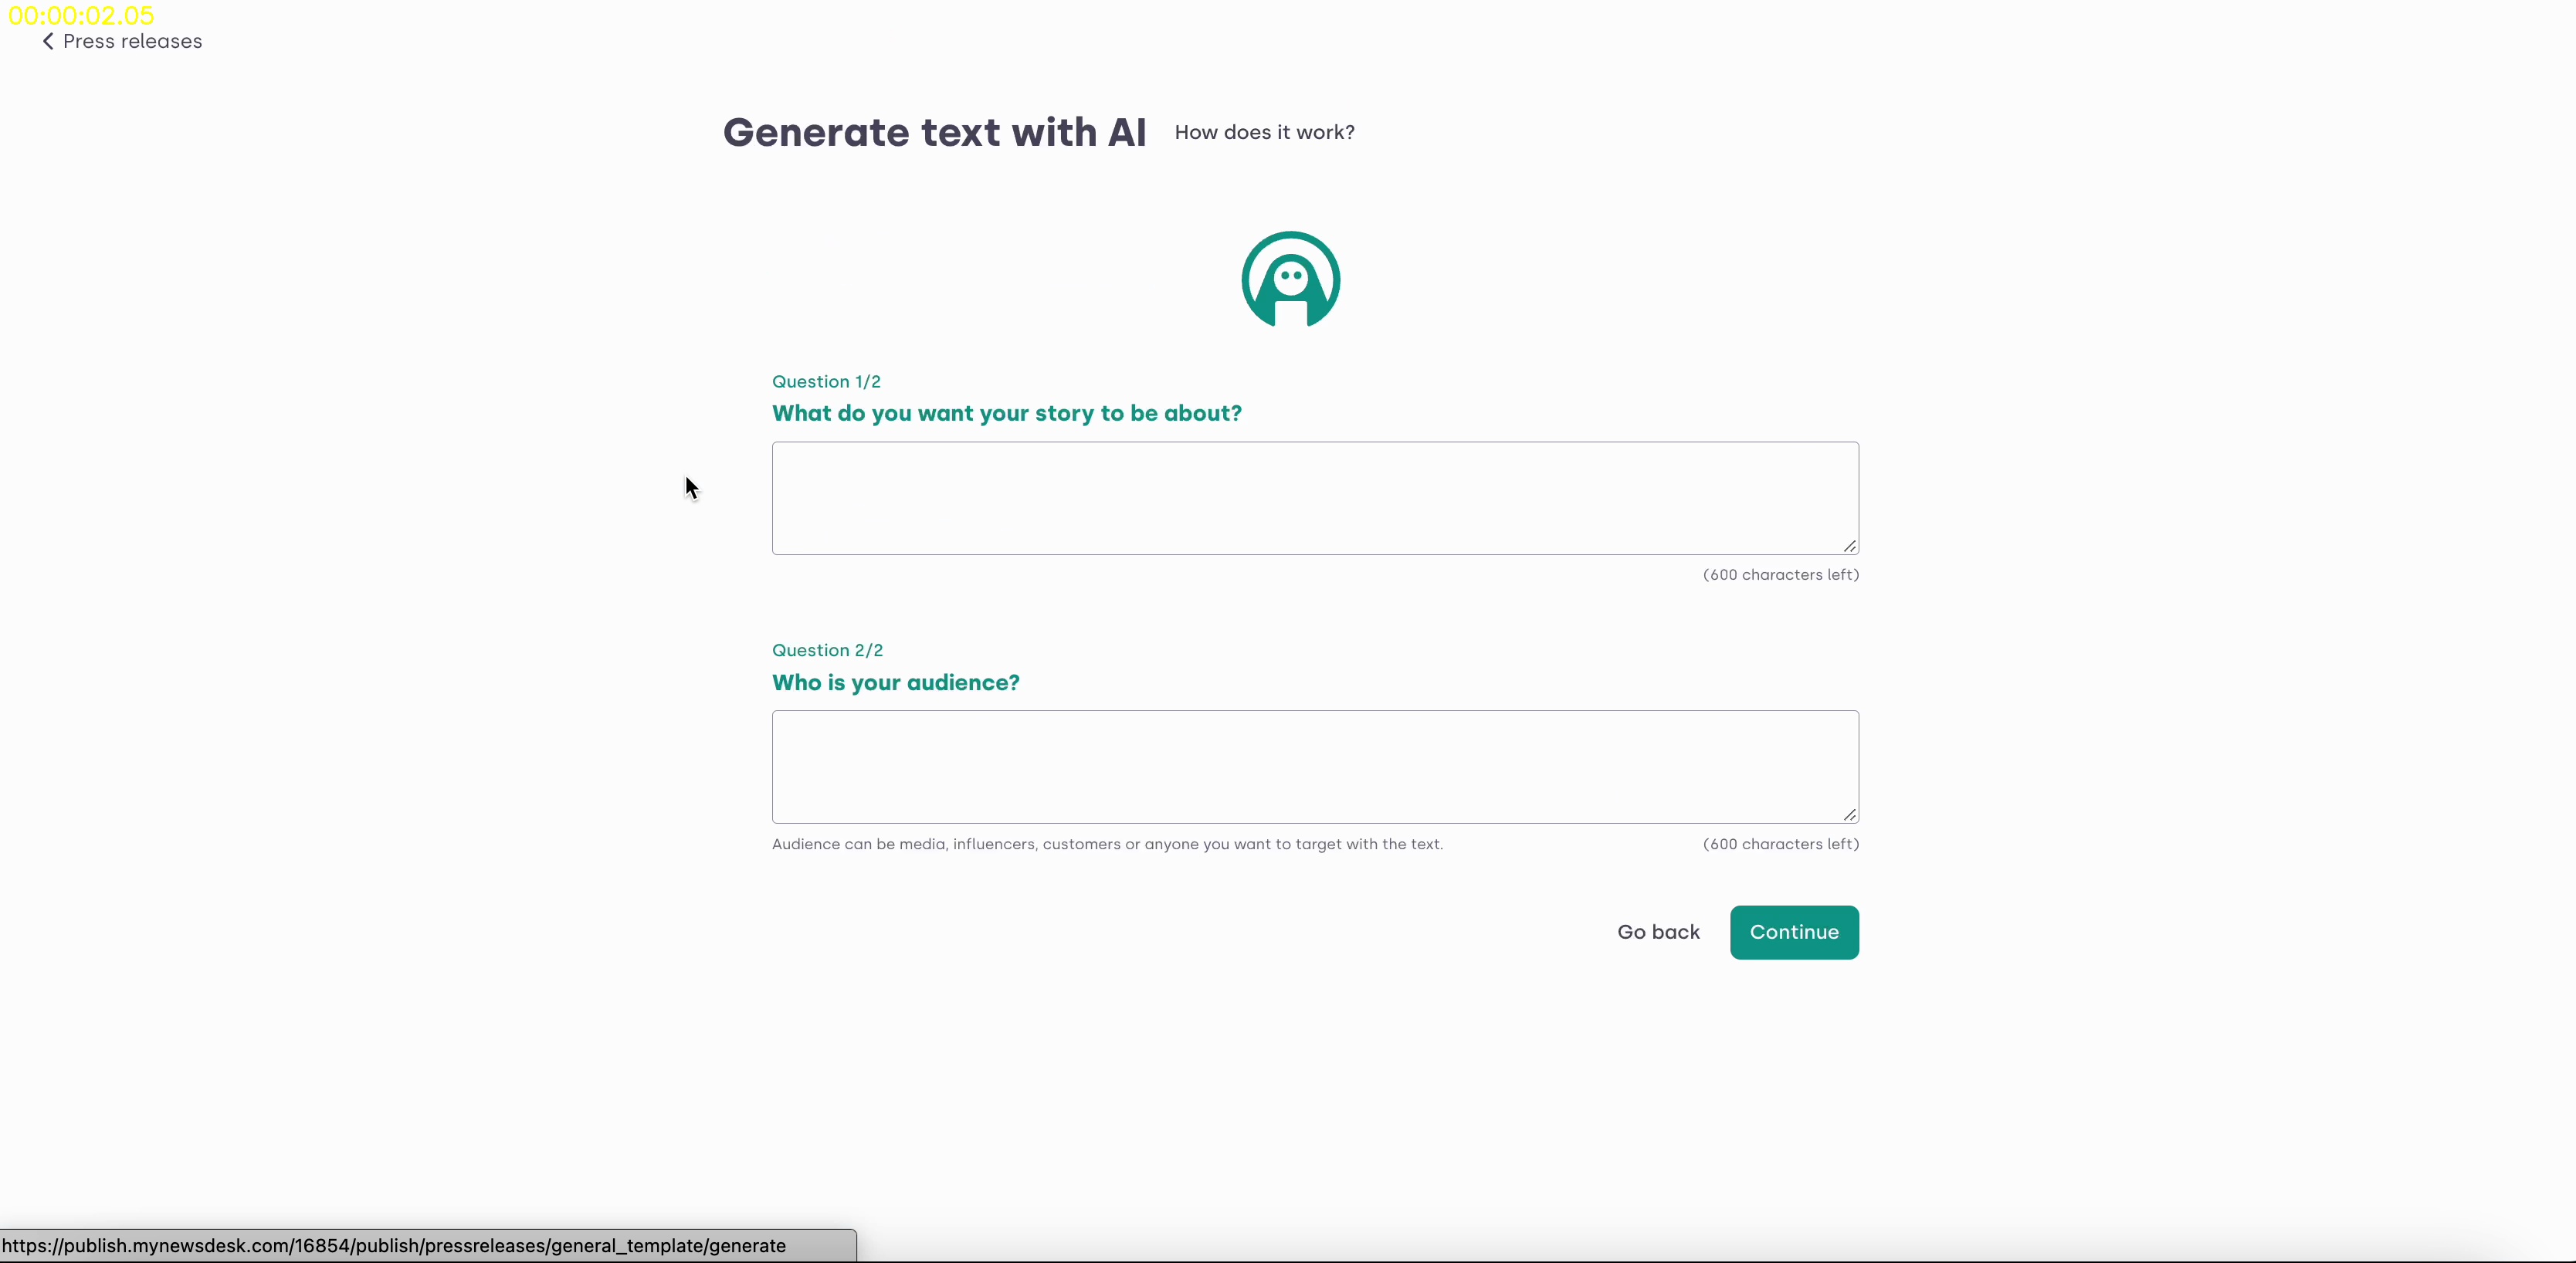 00:00:02.05
Press releases
Generate text with AI How does it work?
Question 1/2
What do you want your story to be about?
(600 characters left)
Question 2/2
Who is your audience?
Audience can be media, influencers, customers or anyone you want to target with the text. (600 characters left)
Go back Continue
https://publish.mynewsdesk.com/16854/publish/pressreleases/general_template/generate